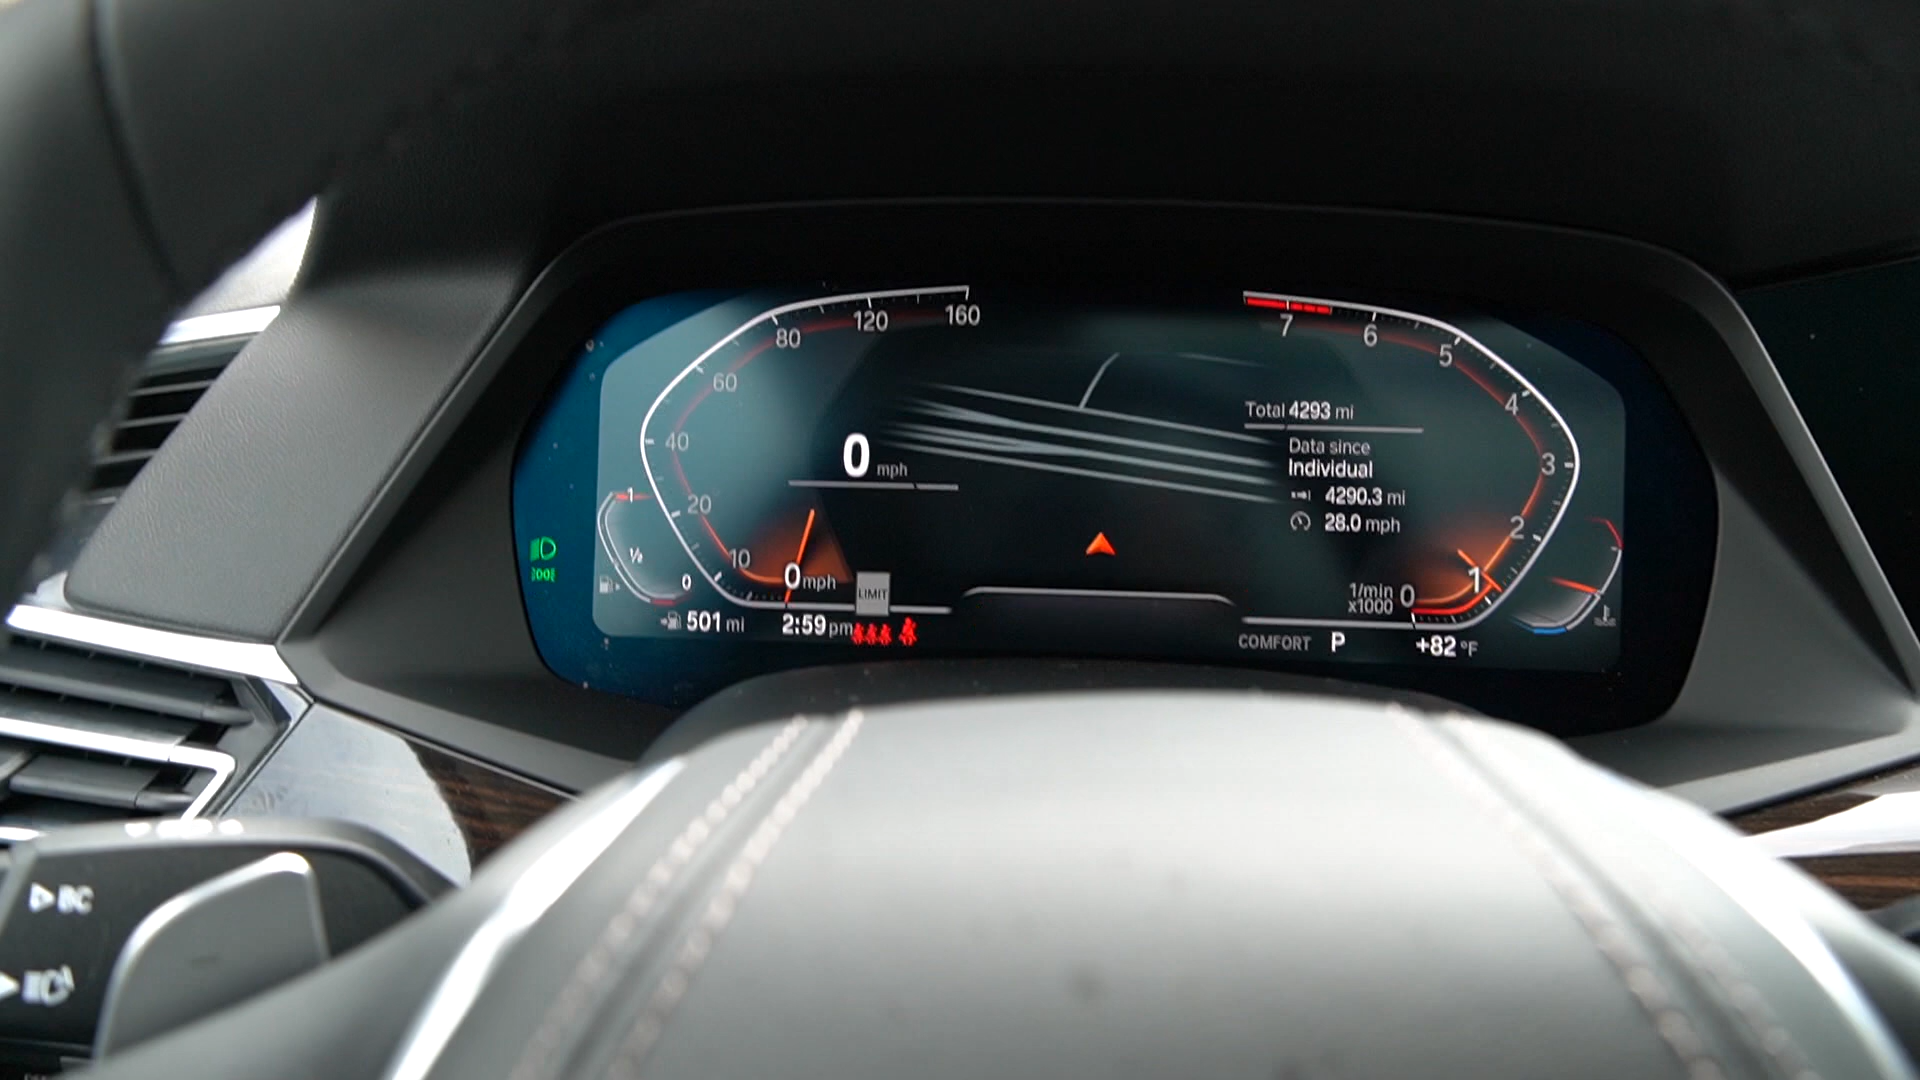 160
120
80
60
40
20
10
0 mph
0 mph
LIMIT
1
1/2
0
501 mi
2:59 pm
7
6
5
4
3
2
1
0
1/min
x1000
Total 4293 mi
Data since
Individual
4290.3 mi
28.0 mph
COMFORT P +82 °F
BC